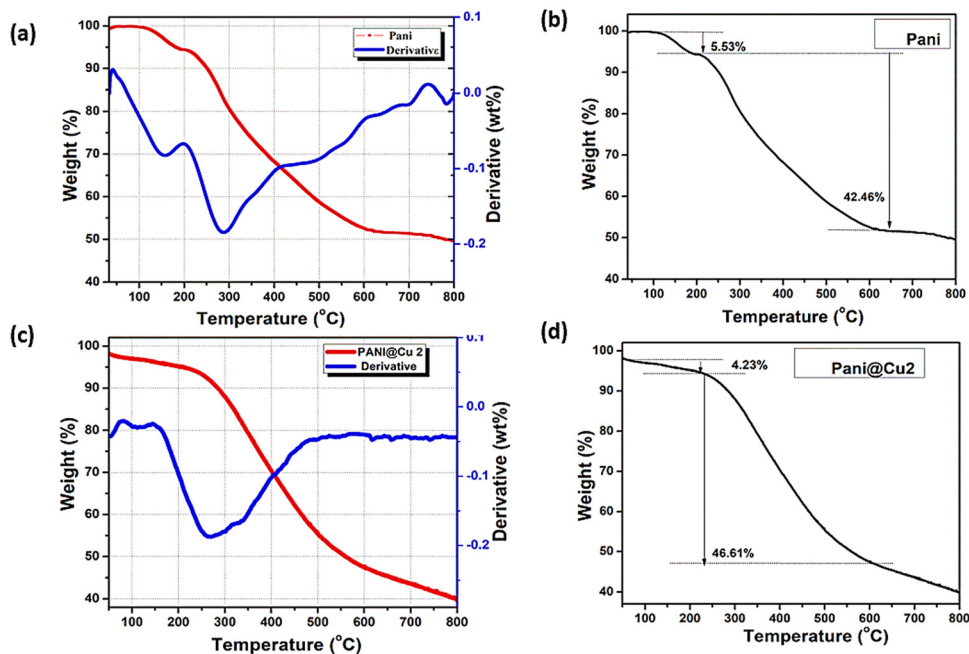 (a)
Pani
Derivative
Weight (%)
100
90
80
70
60
50
40
100 200 300 400 500 600 700 800
Temperature (°C)
0.1
0.0
-0.1
-0.2
Derivative (wt%)
(b)
Pani
5.53%
42.46%
Weight (%)
100
90
80
70
60
50
40
0 100 200 300 400 500 600 700 800
Temperature (°C)
(c)
PANI@Cu 2
Derivative
Weight (%)
100
90
80
70
60
50
40
100 200 300 400 500 600 700 800
Temperature (°C)
0.1
0.0
-0.1
-0.2
Derivative (wt%)
(d)
Pani@Cu2
4.23%
46.61%
Weight (%)
100
90
80
70
60
50
40
100 200 300 400 500 600 700 800
Temperature (°C)